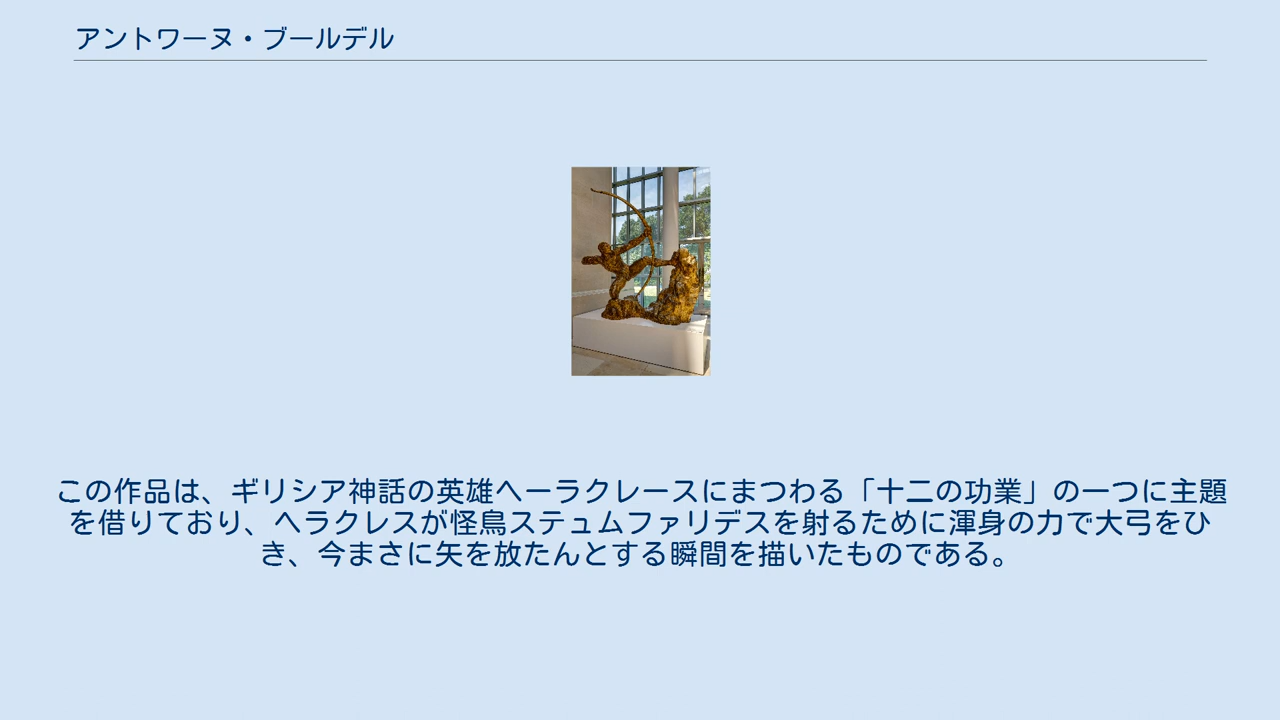 アントワーヌ・ブールデル
この作品は、ギリシア神話の英雄ヘーラクレースにまつわる「十二の功業」の一つに主題
を借りており、ヘラクレスが怪鳥ステュムファリデスを射るために渾身の力で大弓をひ
き、今まさに矢を放たんとする瞬間を描いたものである。